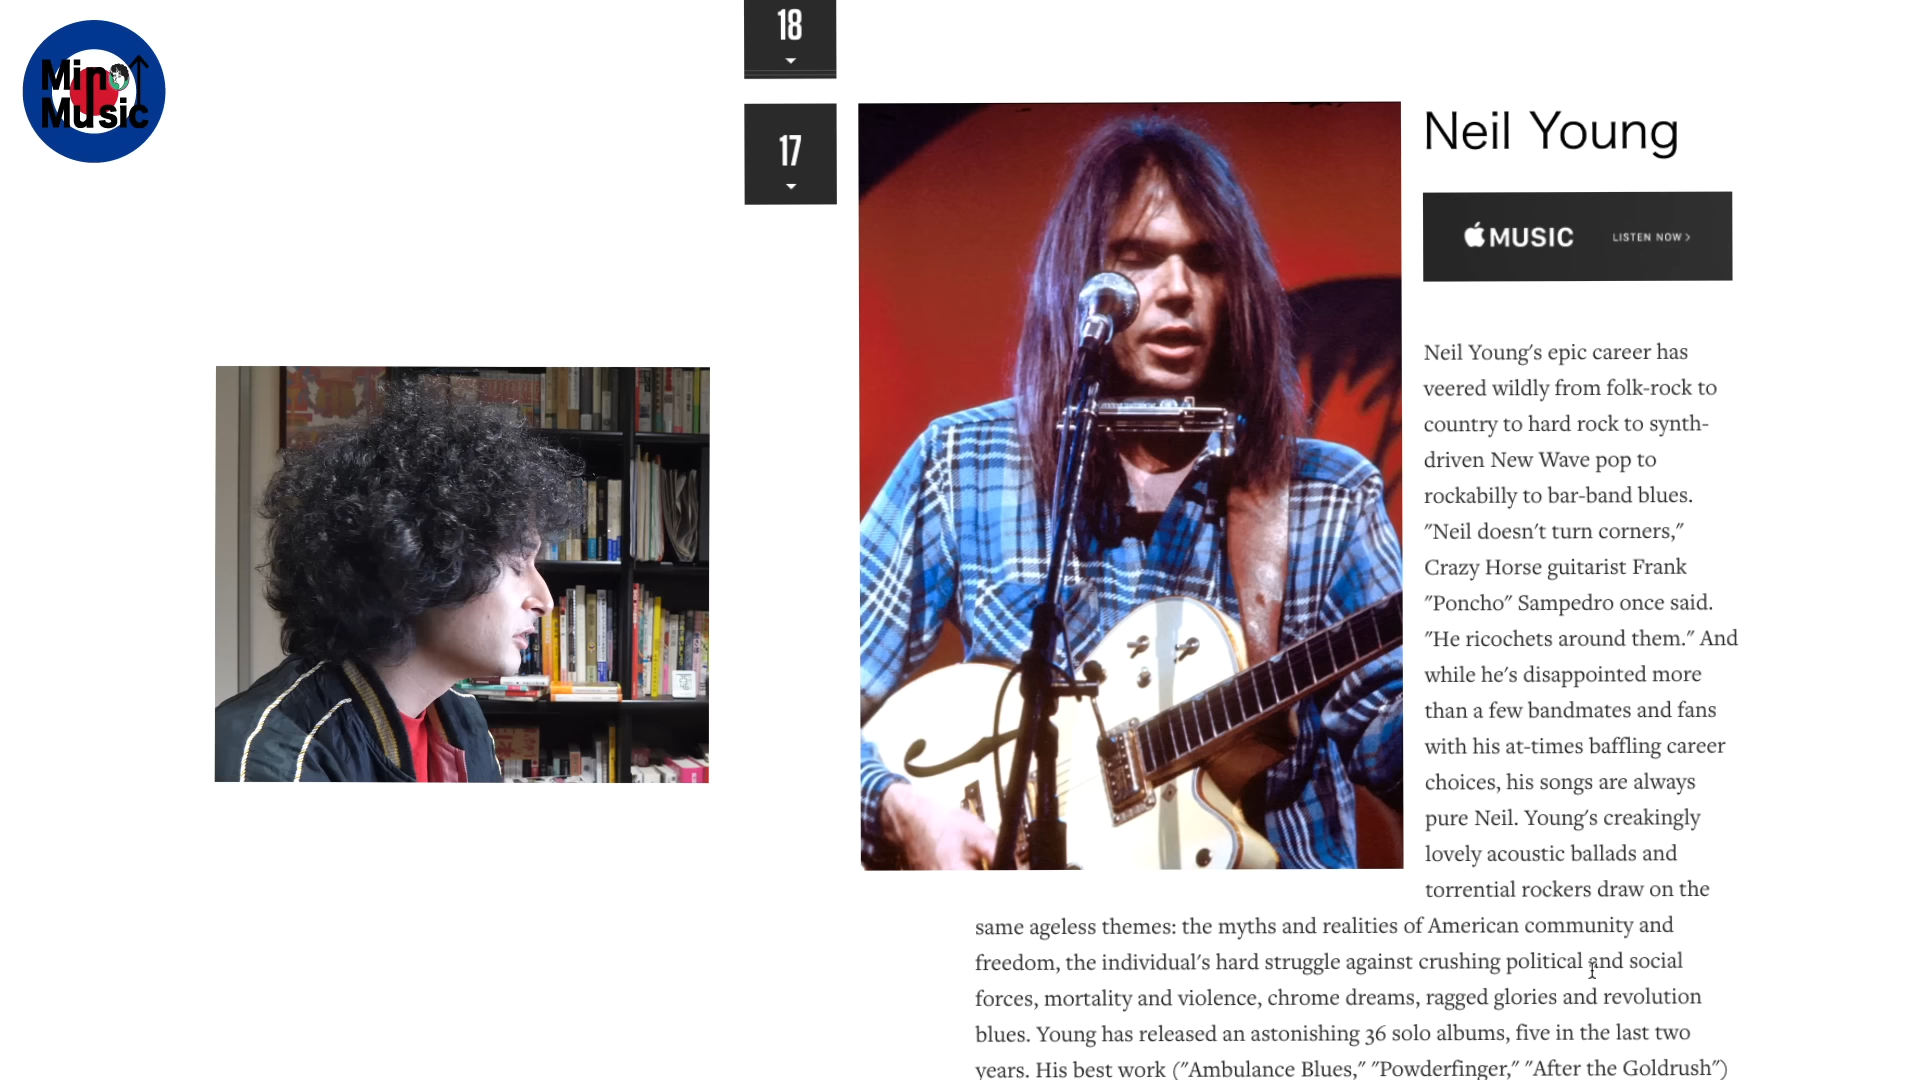 Mino
Music
18
17
Neil Young
MUSIC LISTEN NOW >
Neil Young's epic career has
veered wildly from folk-rock to
country to hard rock to synth-
driven New Wave pop to
rockabilly to bar-band blues.
"Neil doesn't turn corners,"
Crazy Horse guitarist Frank
"Poncho" Sampedro once said.
"He ricochets around them." And
while he's disappointed more
than a few bandmates and fans
with his at-times baffling career
choices, his songs are always
pure Neil. Young's creakingly
lovely acoustic ballads and
torrential rockers draw on the
same ageless themes: the myths and realities of American community and
freedom, the individual's hard struggle against crushing political and social
forces, mortality and violence, chrome dreams, ragged glories and revolution
blues. Young has released an astonishing 36 solo albums, five in the last two
years. His best work ("Ambulance Blues," "Powderfinger," "After the Goldrush")